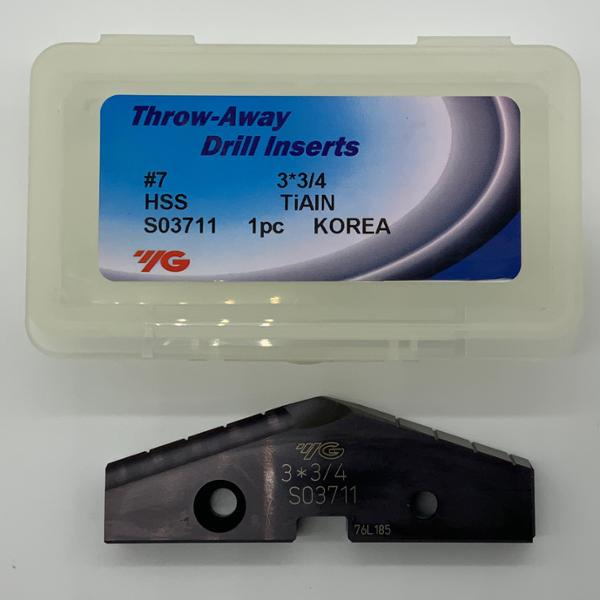 Throw-Away
Drill Inserts
#7 3*3/4
HSS TiAlN
S03711 1pc KOREA
YG
YG
3*3/4
S03711
76L185